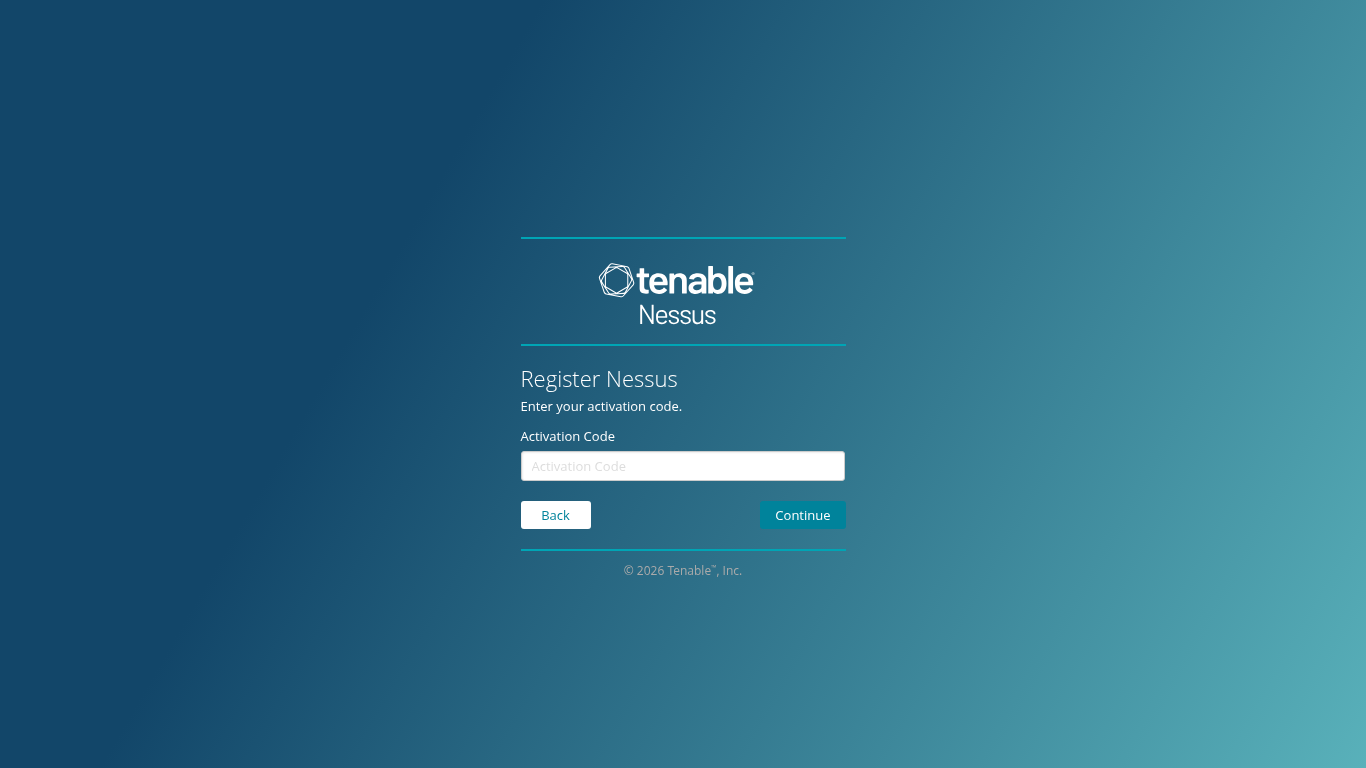 tenable
Nessus
Register Nessus
Enter your activation code.
Activation Code
Activation Code
Back
Continue
© 2026 Tenable™, Inc.